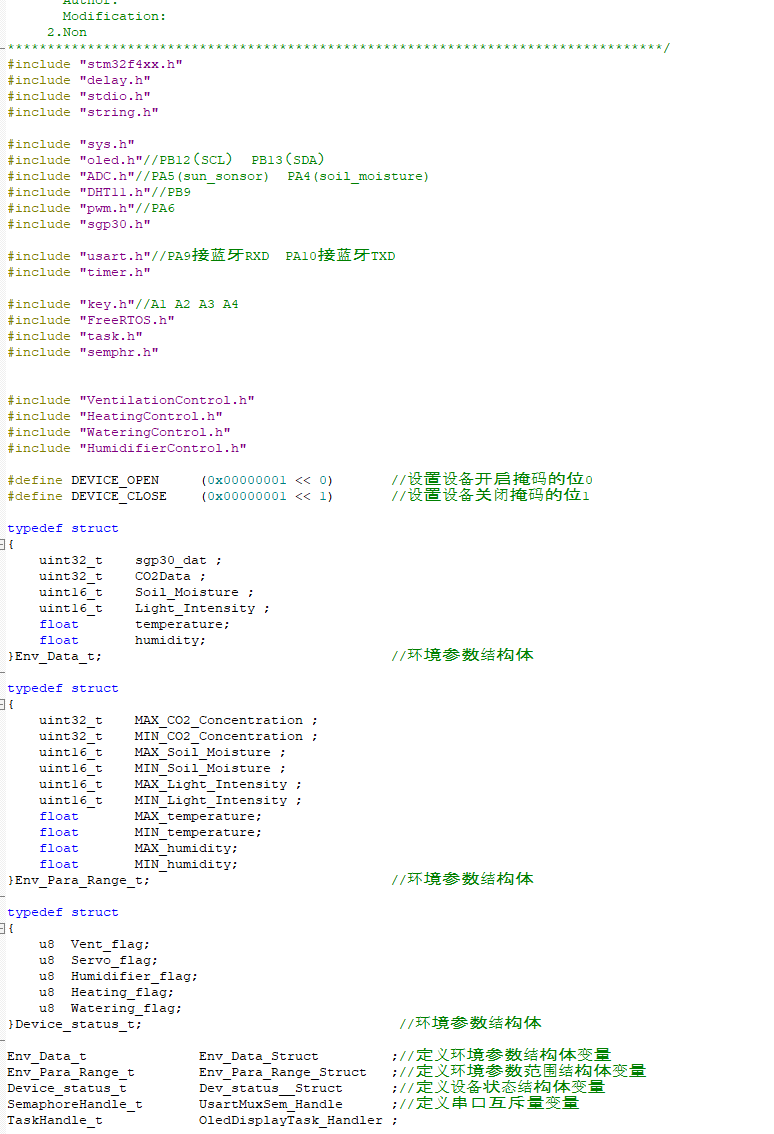 Author:
Modification:
2.Non
**********************************************************************************/
#include "stm32f4xx.h"
#include "delay.h"
#include "stdio.h"
#include "string.h"
#include "sys.h"
#include "oled.h"//PB12(SCL)  PB13(SDA)
#include "ADC.h"//PA5(sun_sonsor)  PA4(soil_moisture)
#include "DHT11.h"//PB9
#include "pwm.h"//PA6
#include "sgp30.h"
#include "usart.h"//PA9接蓝牙RXD  PA10接蓝牙TXD
#include "timer.h"
#include "key.h"//A1 A2 A3 A4
#include "FreeRTOS.h"
#include "task.h"
#include "semphr.h"
#include "VentilationControl.h"
#include "HeatingControl.h"
#include "WateringControl.h"
#include "HumidifierControl.h"
#define DEVICE_OPEN     (0x00000001 << 0)       //设置设备开启掩码的位0
#define DEVICE_CLOSE    (0x00000001 << 1)       //设置设备关闭掩码的位1
typedef struct
{
    uint32_t    sgp30_dat ;
    uint32_t    CO2Data ;
    uint16_t    Soil_Moisture ;
    uint16_t    Light_Intensity ;
    float       temperature;
    float       humidity;
}Env_Data_t;                                    //环境参数结构体
typedef struct
{
    uint32_t    MAX_CO2_Concentration ;
    uint32_t    MIN_CO2_Concentration ;
    uint16_t    MAX_Soil_Moisture ;
    uint16_t    MIN_Soil_Moisture ;
    uint16_t    MAX_Light_Intensity ;
    uint16_t    MIN_Light_Intensity ;
    float       MAX_temperature;
    float       MIN_temperature;
    float       MAX_humidity;
    float       MIN_humidity;
}Env_Para_Range_t;                              //环境参数结构体
typedef struct
{
    u8  Vent_flag;
    u8  Servo_flag;
    u8  Humidifier_flag;
    u8  Heating_flag;
    u8  Watering_flag;
}Device_status_t;                                //环境参数结构体
Env_Data_t              Env_Data_Struct         ;//定义环境参数结构体变量
Env_Para_Range_t        Env_Para_Range_Struct   ;//定义环境参数范围结构体变量
Device_status_t         Dev_status__Struct      ;//定义设备状态结构体变量
SemaphoreHandle_t       UsartMuxSem_Handle      ;//定义串口互斥量变量
TaskHandle_t            OledDisplayTask_Handler ;